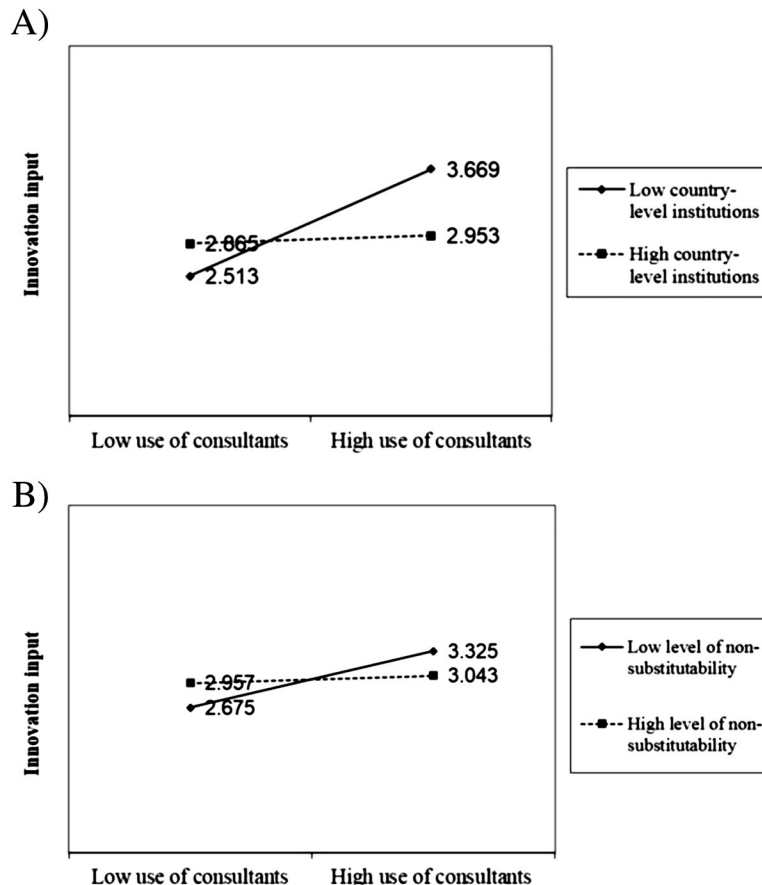 A)
Innovation input
3.669
2.865
2.953
2.513
Low use of consultants
High use of consultants
Low country-
level institutions
High country-
level institutions
B)
Innovation input
3.325
2.957
3.043
2.675
Low use of consultants
High use of consultants
Low level of non-
substitutability
High level of non-
substitutability